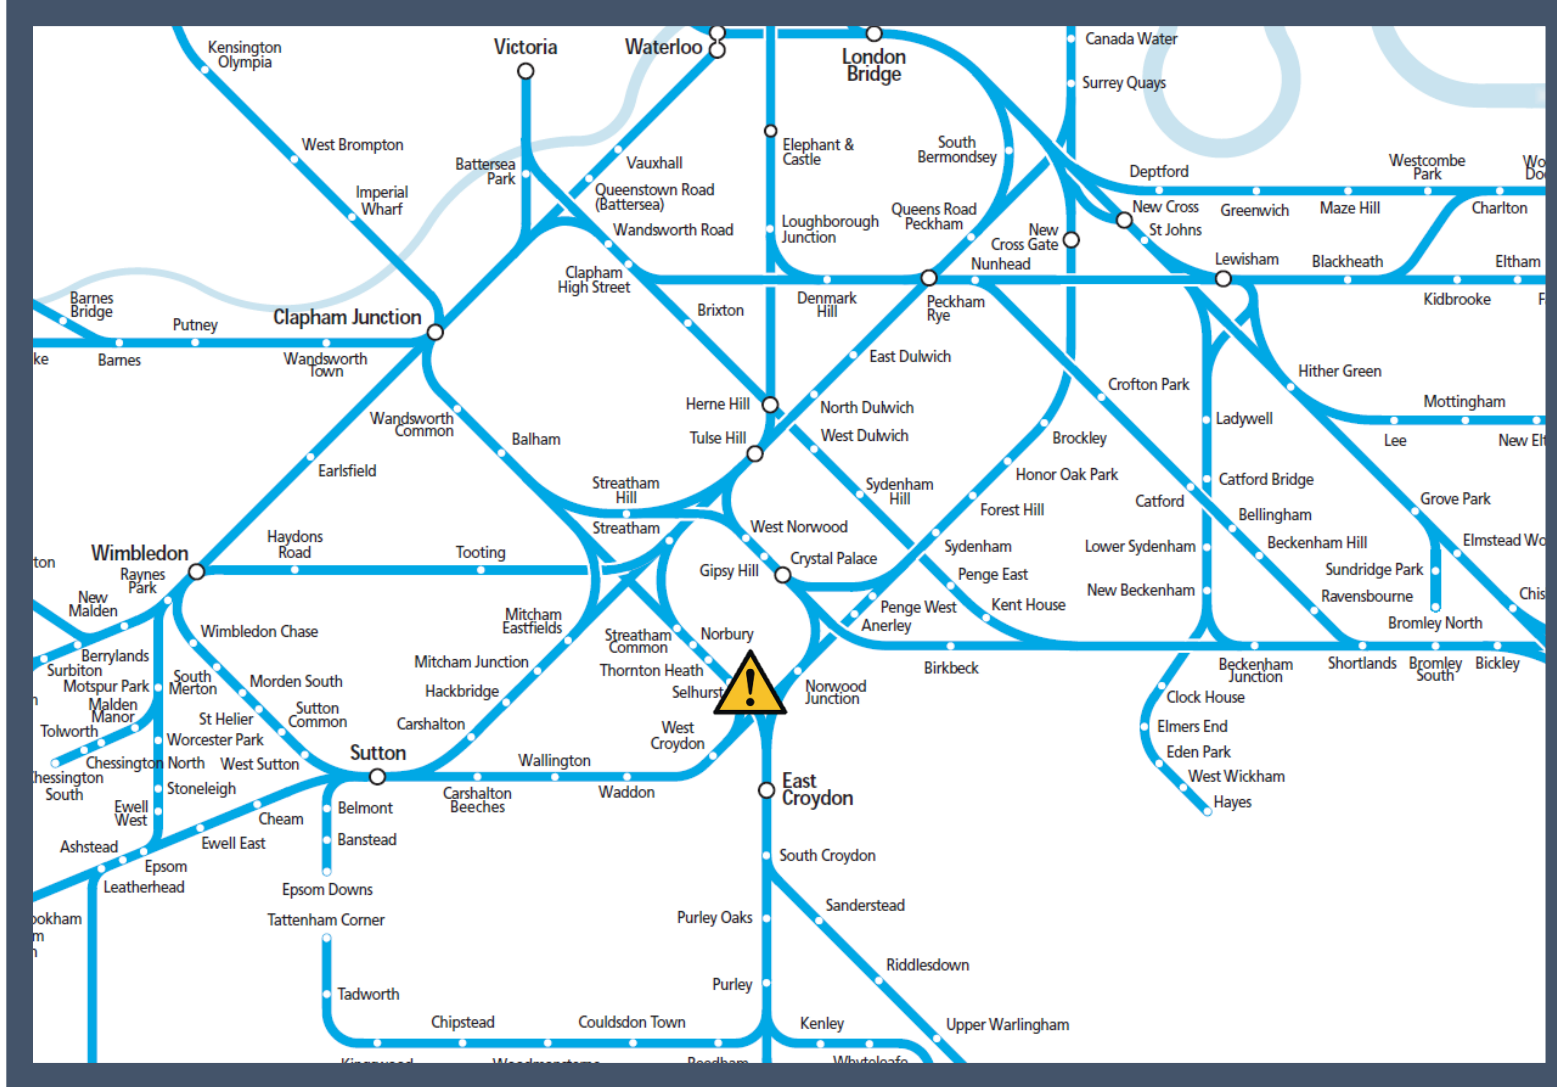 Kensington
Olympia
Victoria
Waterloo
London
Bridge
Canada Water
Surrey Quays
West Brompton
Imperial
Wharf
Battersea
Park
Vauxhall
Queenstown Road
(Battersea)
Wandsworth Road
Elephant &
Castle
South
Bermondsey
Deptford
Westcombe
Park
Greenwich
Maze Hill
Charlton
Loughborough
Junction
Queens Road
Peckham
New
Cross Gate
New Cross
St Johns
Nunhead
Lewisham
Blackheath
Eltham
Kidbrooke
Clapham
High Street
Denmark
Hill
Peckham
Rye
Barnes
Bridge
Putney
Clapham Junction
Barnes
Wandsworth
Town
Brixton
East Dulwich
Crofton Park
Hither Green
Mottingham
Lee
New Elt
Wandsworth
Common
Balham
Herne Hill
North Dulwich
Tulse Hill
West Dulwich
Brockley
Ladywell
Earlsfield
Honor Oak Park
Catford Bridge
Streatham
Hill
Sydenham
Hill
Forest Hill
Catford
Grove Park
Bellingham
Streatham
West Norwood
Haydons
Road
Tooting
Crystal Palace
Sydenham
Lower Sydenham
Beckenham Hill
Elmstead Wo
Wimbledon
Raynes
Park
Gipsy Hill
Penge East
New Beckenham
Sundridge Park
Ravensbourne
Chis
ton
New
Malden
Mitcham
Eastfields
Penge West
Kent House
Anerley
Bromley North
Wimbledon Chase
Streatham
Common
Norbury
Berrylands
Surbiton
South
Merton
Mitcham Junction
Thornton Heath
Birkbeck
Beckenham
Junction
Shortlands
Bromley
South
Bickley
Motspur Park
Morden South
Hackbridge
Selhurst
Norwood
Junction
Clock House
Malden
Manor
St Helier
Sutton
Common
Carshalton
West
Croydon
Elmers End
Tolworth
Worcester Park
West Sutton
Sutton
Wallington
Eden Park
Chessington North
Chessington
South
Stoneleigh
Carshalton
Beeches
Waddon
East
Croydon
West Wickham
Hayes
Ewell
West
Belmont
Cheam
Banstead
Ewell East
Ashstead
Epsom
Leatherhead
South Croydon
Epsom Downs
Tattenham Corner
ookham
Purley Oaks
Sanderstead
Riddlesdown
Tadworth
Purley
Chipstead
Couldsdon Town
Kenley
Upper Warlingham